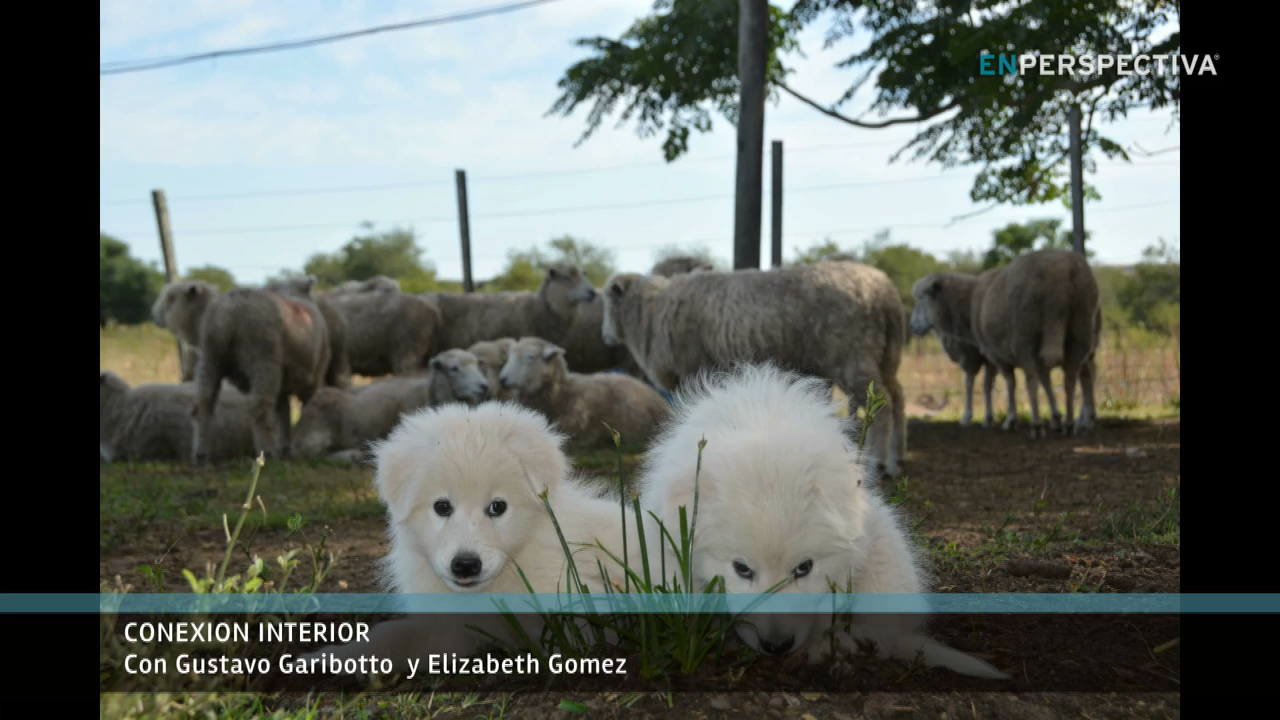 ENPERSPECTIVA®
CONEXION INTERIOR
Con Gustavo Garibotto y Elizabeth Gomez